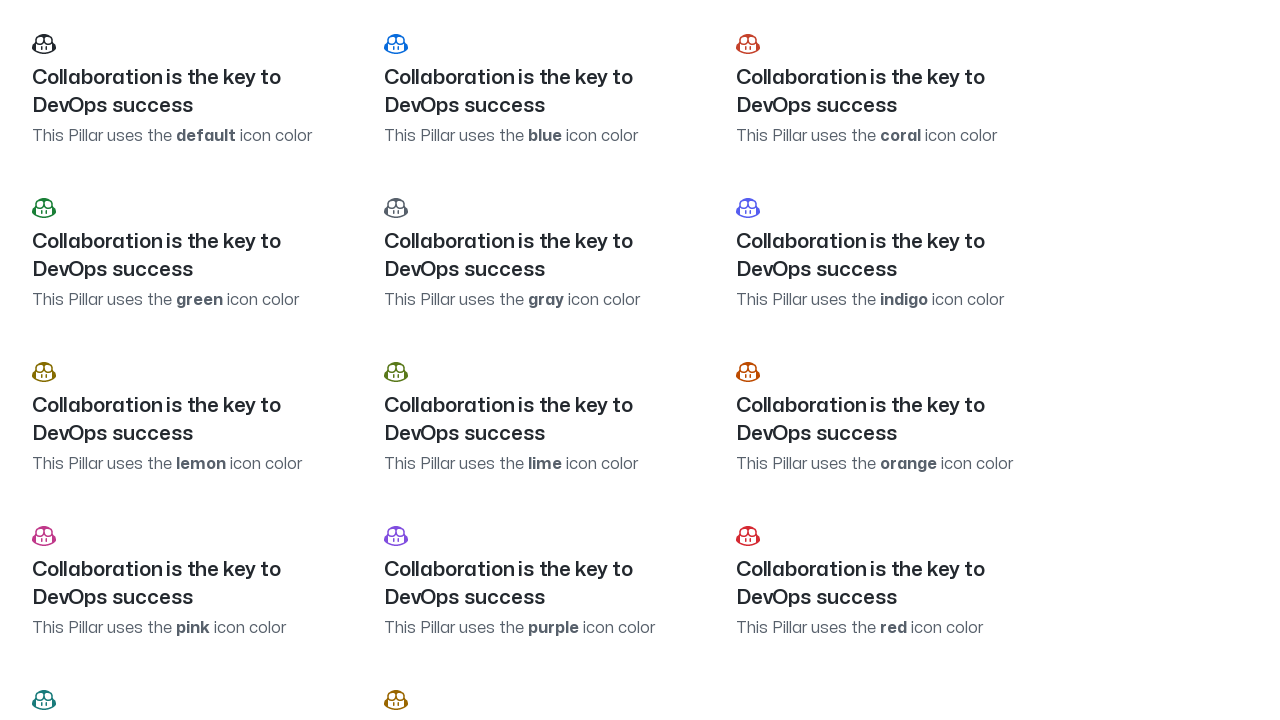 Collaboration is the key to
DevOps success
This Pillar uses the default icon color
Collaboration is the key to
DevOps success
This Pillar uses the blue icon color
Collaboration is the key to
DevOps success
This Pillar uses the coral icon color
Collaboration is the key to
DevOps success
This Pillar uses the green icon color
Collaboration is the key to
DevOps success
This Pillar uses the gray icon color
Collaboration is the key to
DevOps success
This Pillar uses the indigo icon color
Collaboration is the key to
DevOps success
This Pillar uses the lemon icon color
Collaboration is the key to
DevOps success
This Pillar uses the lime icon color
Collaboration is the key to
DevOps success
This Pillar uses the orange icon color
Collaboration is the key to
DevOps success
This Pillar uses the pink icon color
Collaboration is the key to
DevOps success
This Pillar uses the purple icon color
Collaboration is the key to
DevOps success
This Pillar uses the red icon color